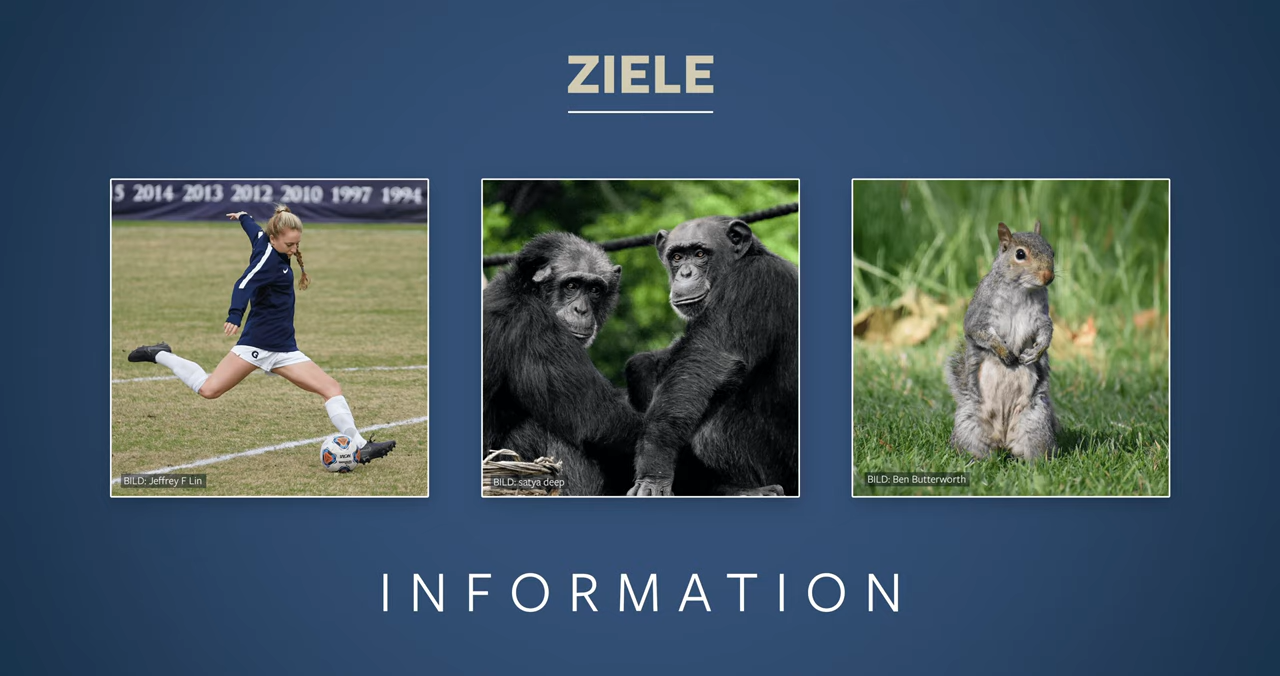 ZIELE
5 2014 2013 2012 2010 1997 1994
G
BILD: Jeffrey F Lin
BILD: satya deep
BILD: Ben Butterworth
INFORMATION